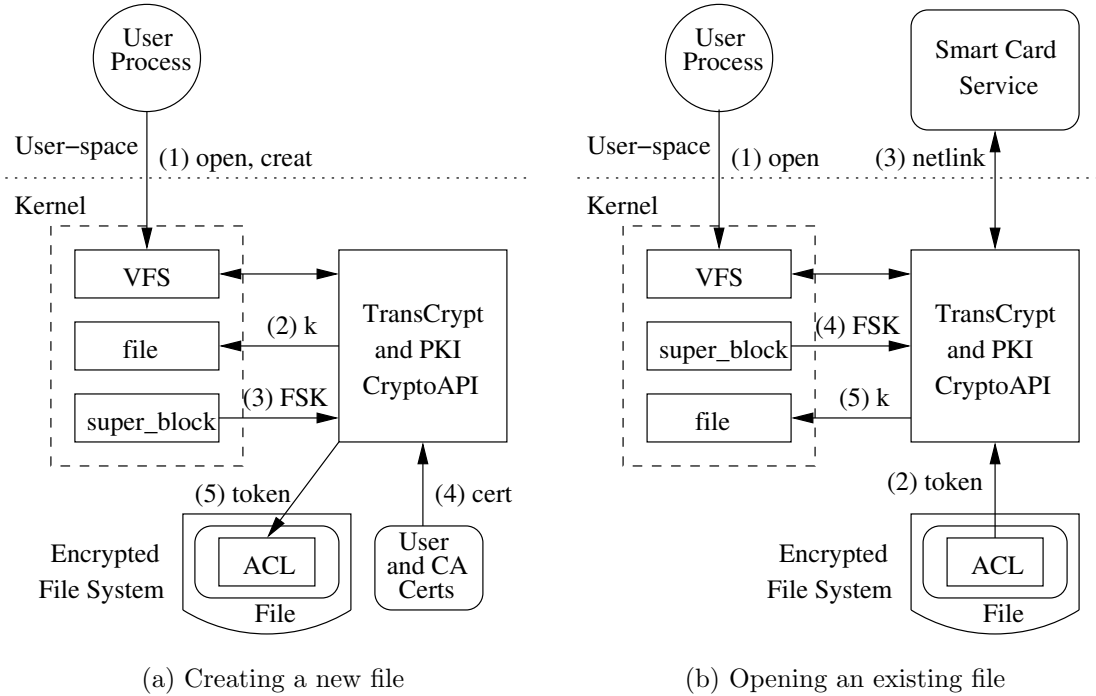 User
Process
User-space
(1) open, creat
Kernel
VFS
file
super_block
(2) k
(3) FSK
TransCrypt
and PKI
CryptoAPI
(5) token
(4) cert
Encrypted
File System
ACL
File
User
and CA
Certs
(a) Creating a new file
User
Process
Smart Card
Service
User-space
(1) open
(3) netlink
Kernel
VFS
super_block
file
(4) FSK
(5) k
TransCrypt
and PKI
CryptoAPI
(2) token
Encrypted
File System
ACL
File
(b) Opening an existing file